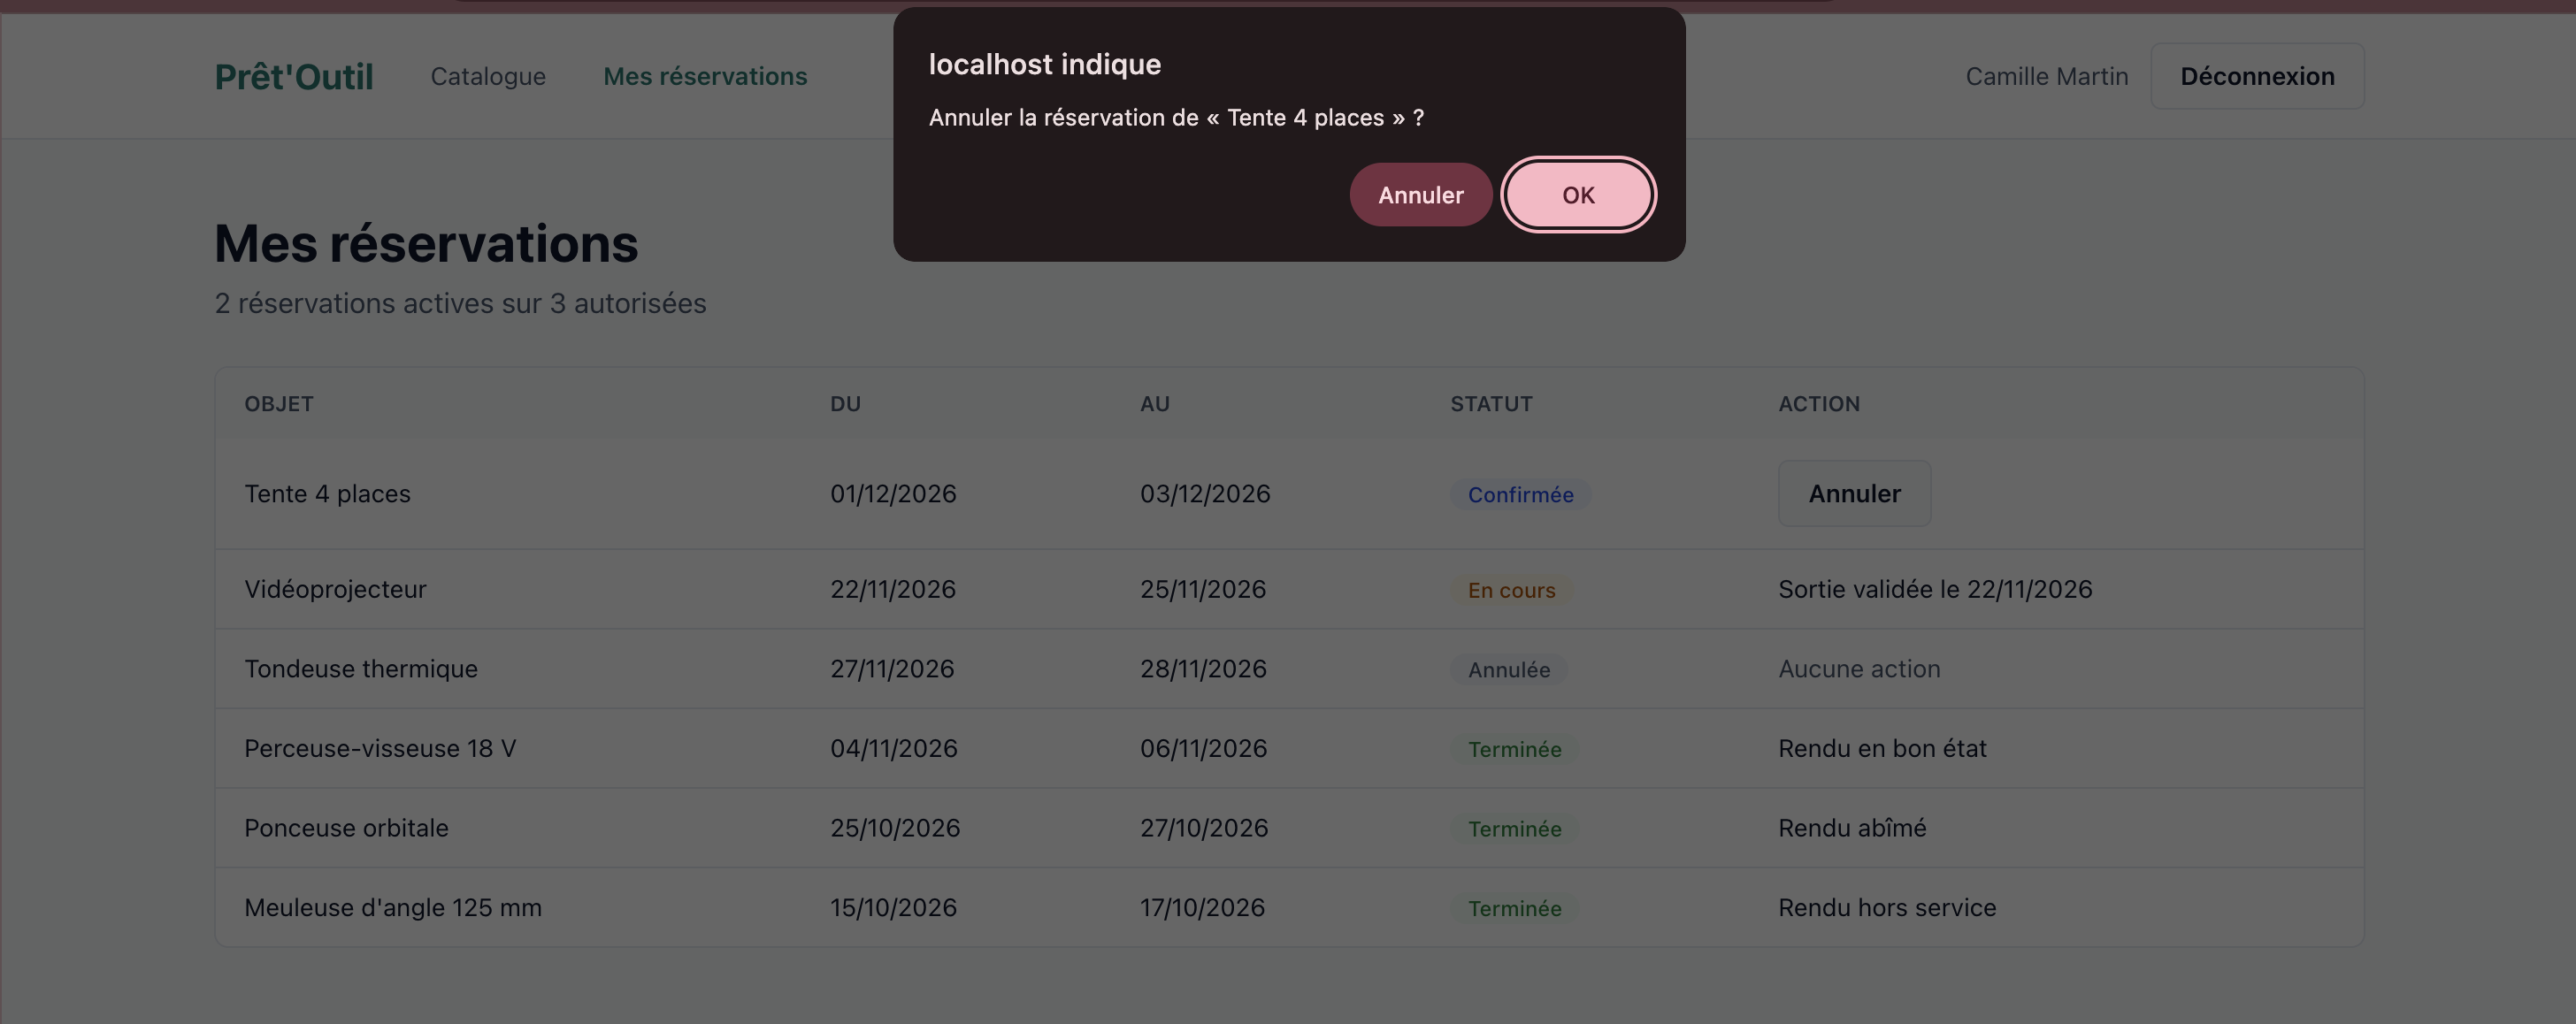 localhost indique
Annuler la réservation de « Tente 4 places » ?
Annuler OK
Prêt'Outil Catalogue Mes réservations Camille Martin Déconnexion
Mes réservations
2 réservations actives sur 3 autorisées
OBJET DU AU STATUT ACTION
Tente 4 places 01/12/2026 03/12/2026 Confirmée Annuler
Vidéoprojecteur 22/11/2026 25/11/2026 En cours Sortie validée le 22/11/2026
Tondeuse thermique 27/11/2026 28/11/2026 Annulée Aucune action
Perceuse-visseuse 18 V 04/11/2026 06/11/2026 Terminée Rendu en bon état
Ponceuse orbitale 25/10/2026 27/10/2026 Terminée Rendu abîmé
Meuleuse d'angle 125 mm 15/10/2026 17/10/2026 Terminée Rendu hors service